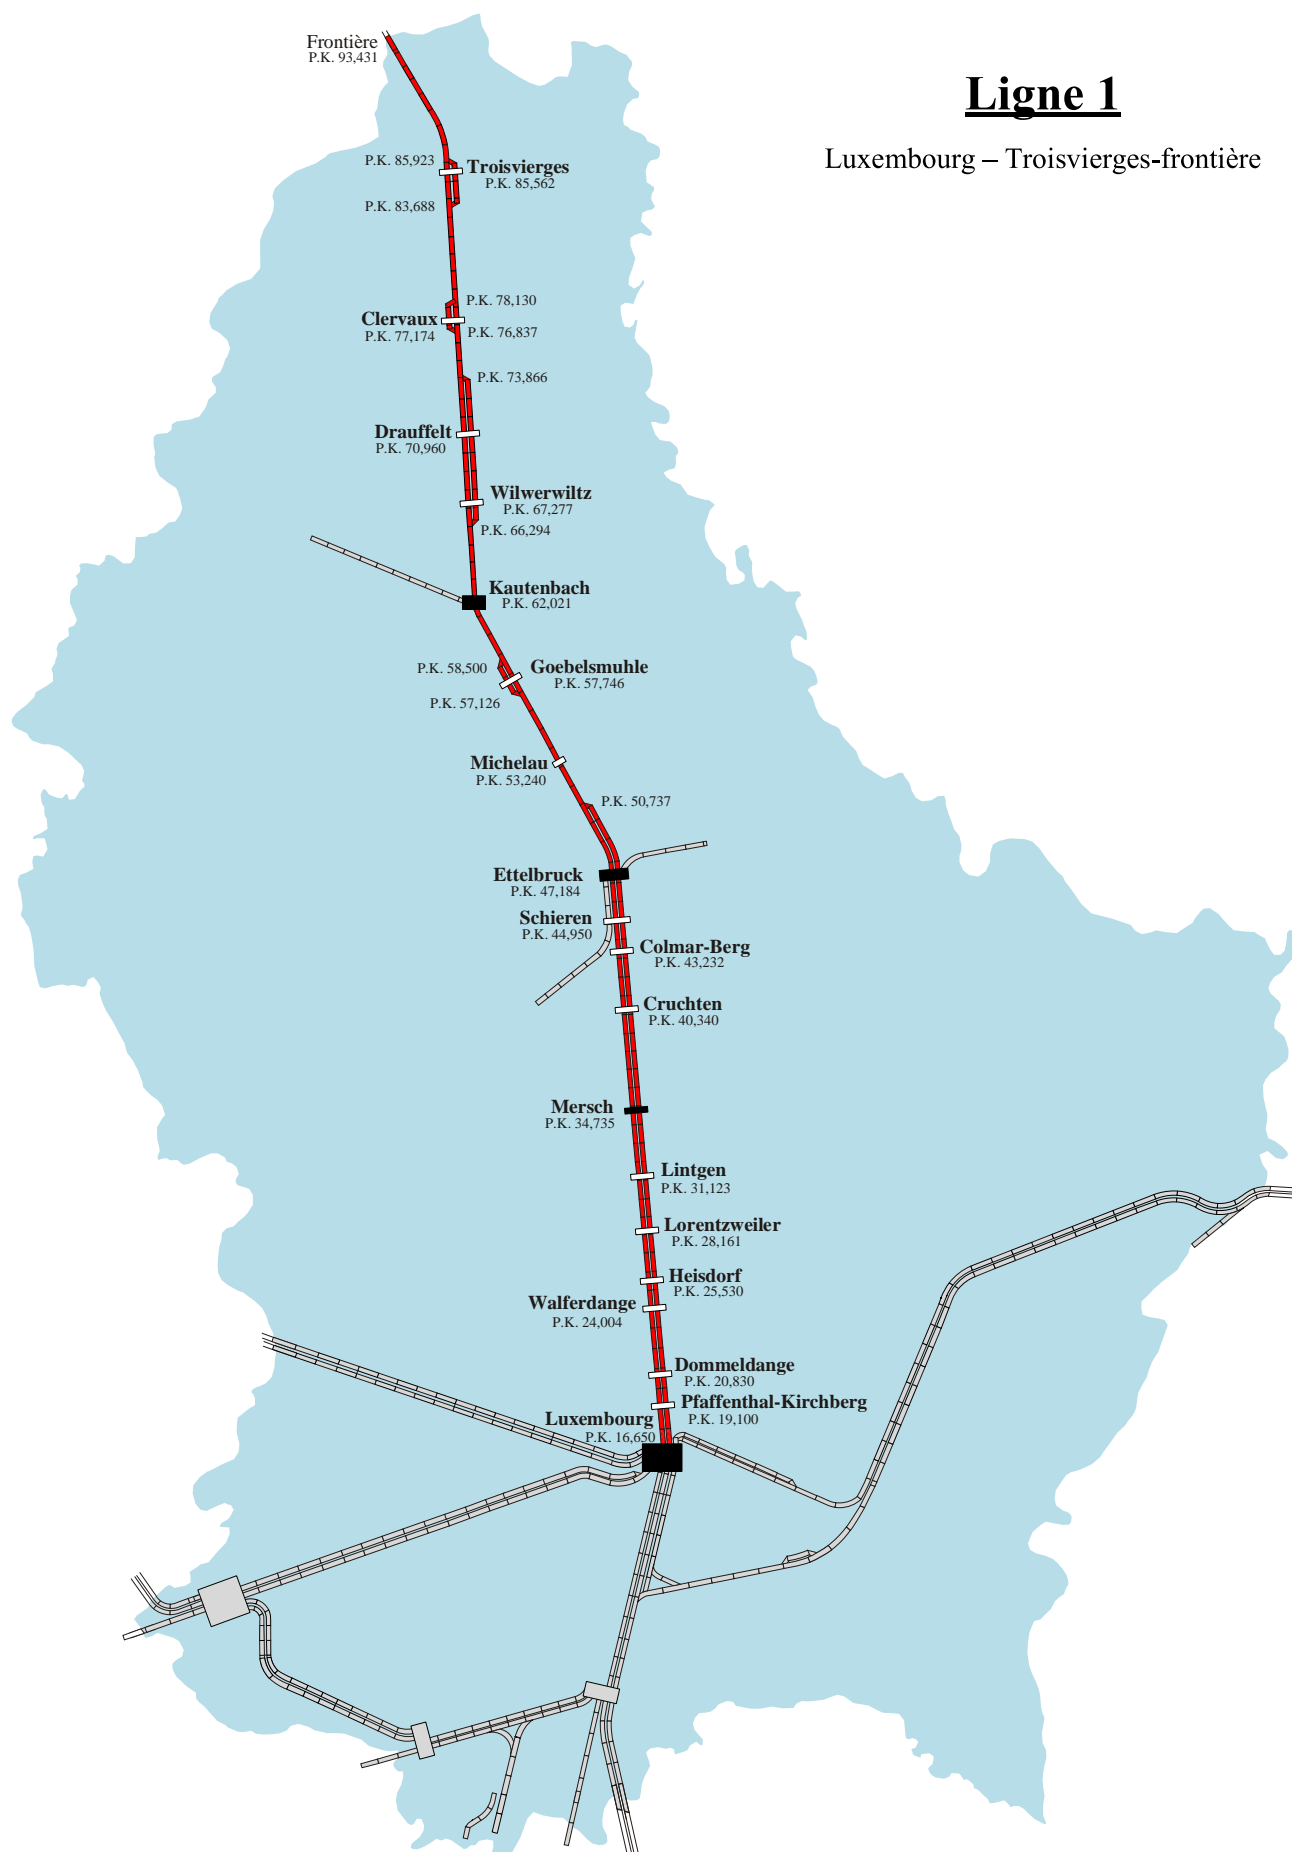 Ligne 1
Luxembourg – Troisvierges-frontière
Frontière
P.K. 93,431
P.K. 85,923
Troisvierges
P.K. 85,562
P.K. 83,688
P.K. 78,130
Clervaux
P.K. 77,174
P.K. 76,837
P.K. 73,866
Drauffelt
P.K. 70,960
Wilwerwiltz
P.K. 67,277
P.K. 66,294
Kautenbach
P.K. 62,021
P.K. 58,500
Goebelsmuhle
P.K. 57,746
P.K. 57,126
Michelau
P.K. 53,240
P.K. 50,737
Ettelbruck
P.K. 47,184
Schieren
P.K. 44,950
Colmar-Berg
P.K. 43,232
Cruchten
P.K. 40,340
Mersch
P.K. 34,735
Lintgen
P.K. 31,123
Lorentzweiler
P.K. 28,161
Heisdorf
P.K. 25,530
Walferdange
P.K. 24,004
Dommeldange
P.K. 20,830
Pfaffenthal-Kirchberg
P.K. 19,100
Luxembourg
P.K. 16,650